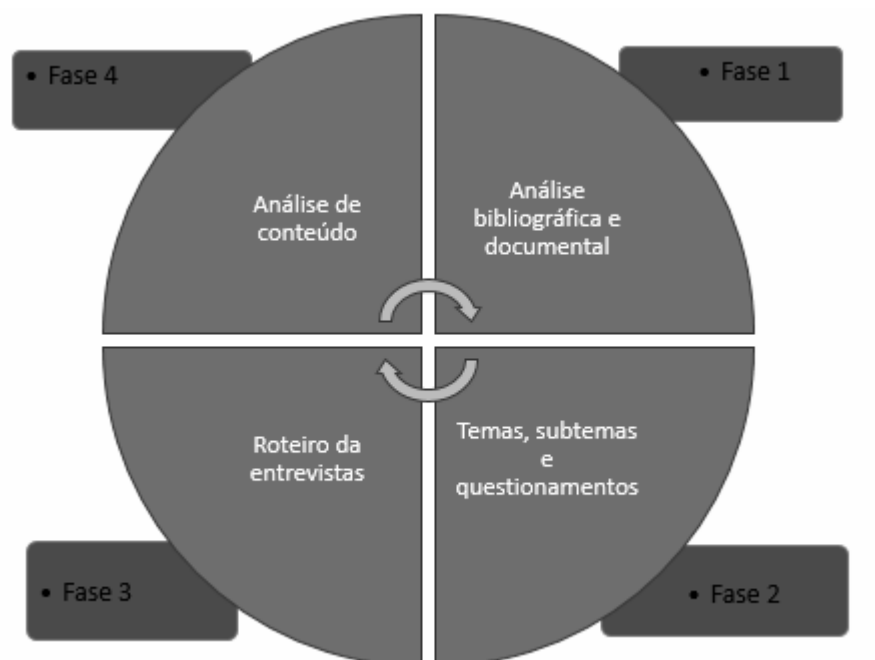 • Fase 4
• Fase 1
Análise de
conteúdo
Análise
bibliográfica e
documental
Roteiro da
entrevistas
Temas, subtemas
e
questionamentos
• Fase 3
• Fase 2